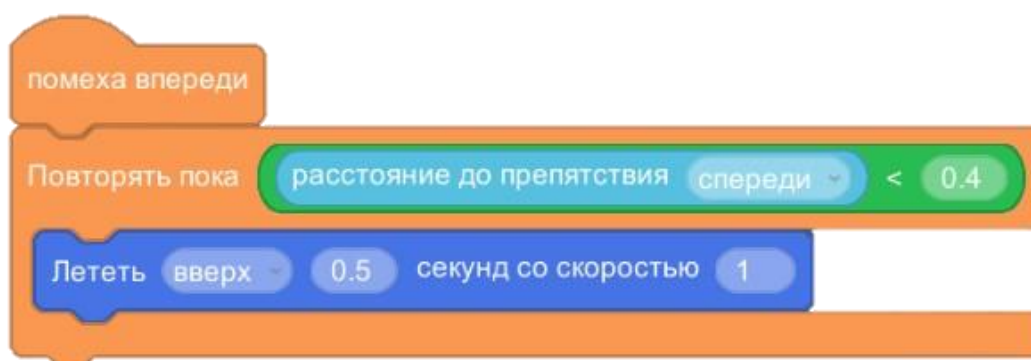 помеха впереди
Повторять пока расстояние до препятствия спереди < 0.4
Лететь вверх 0.5 секунд со скоростью 1